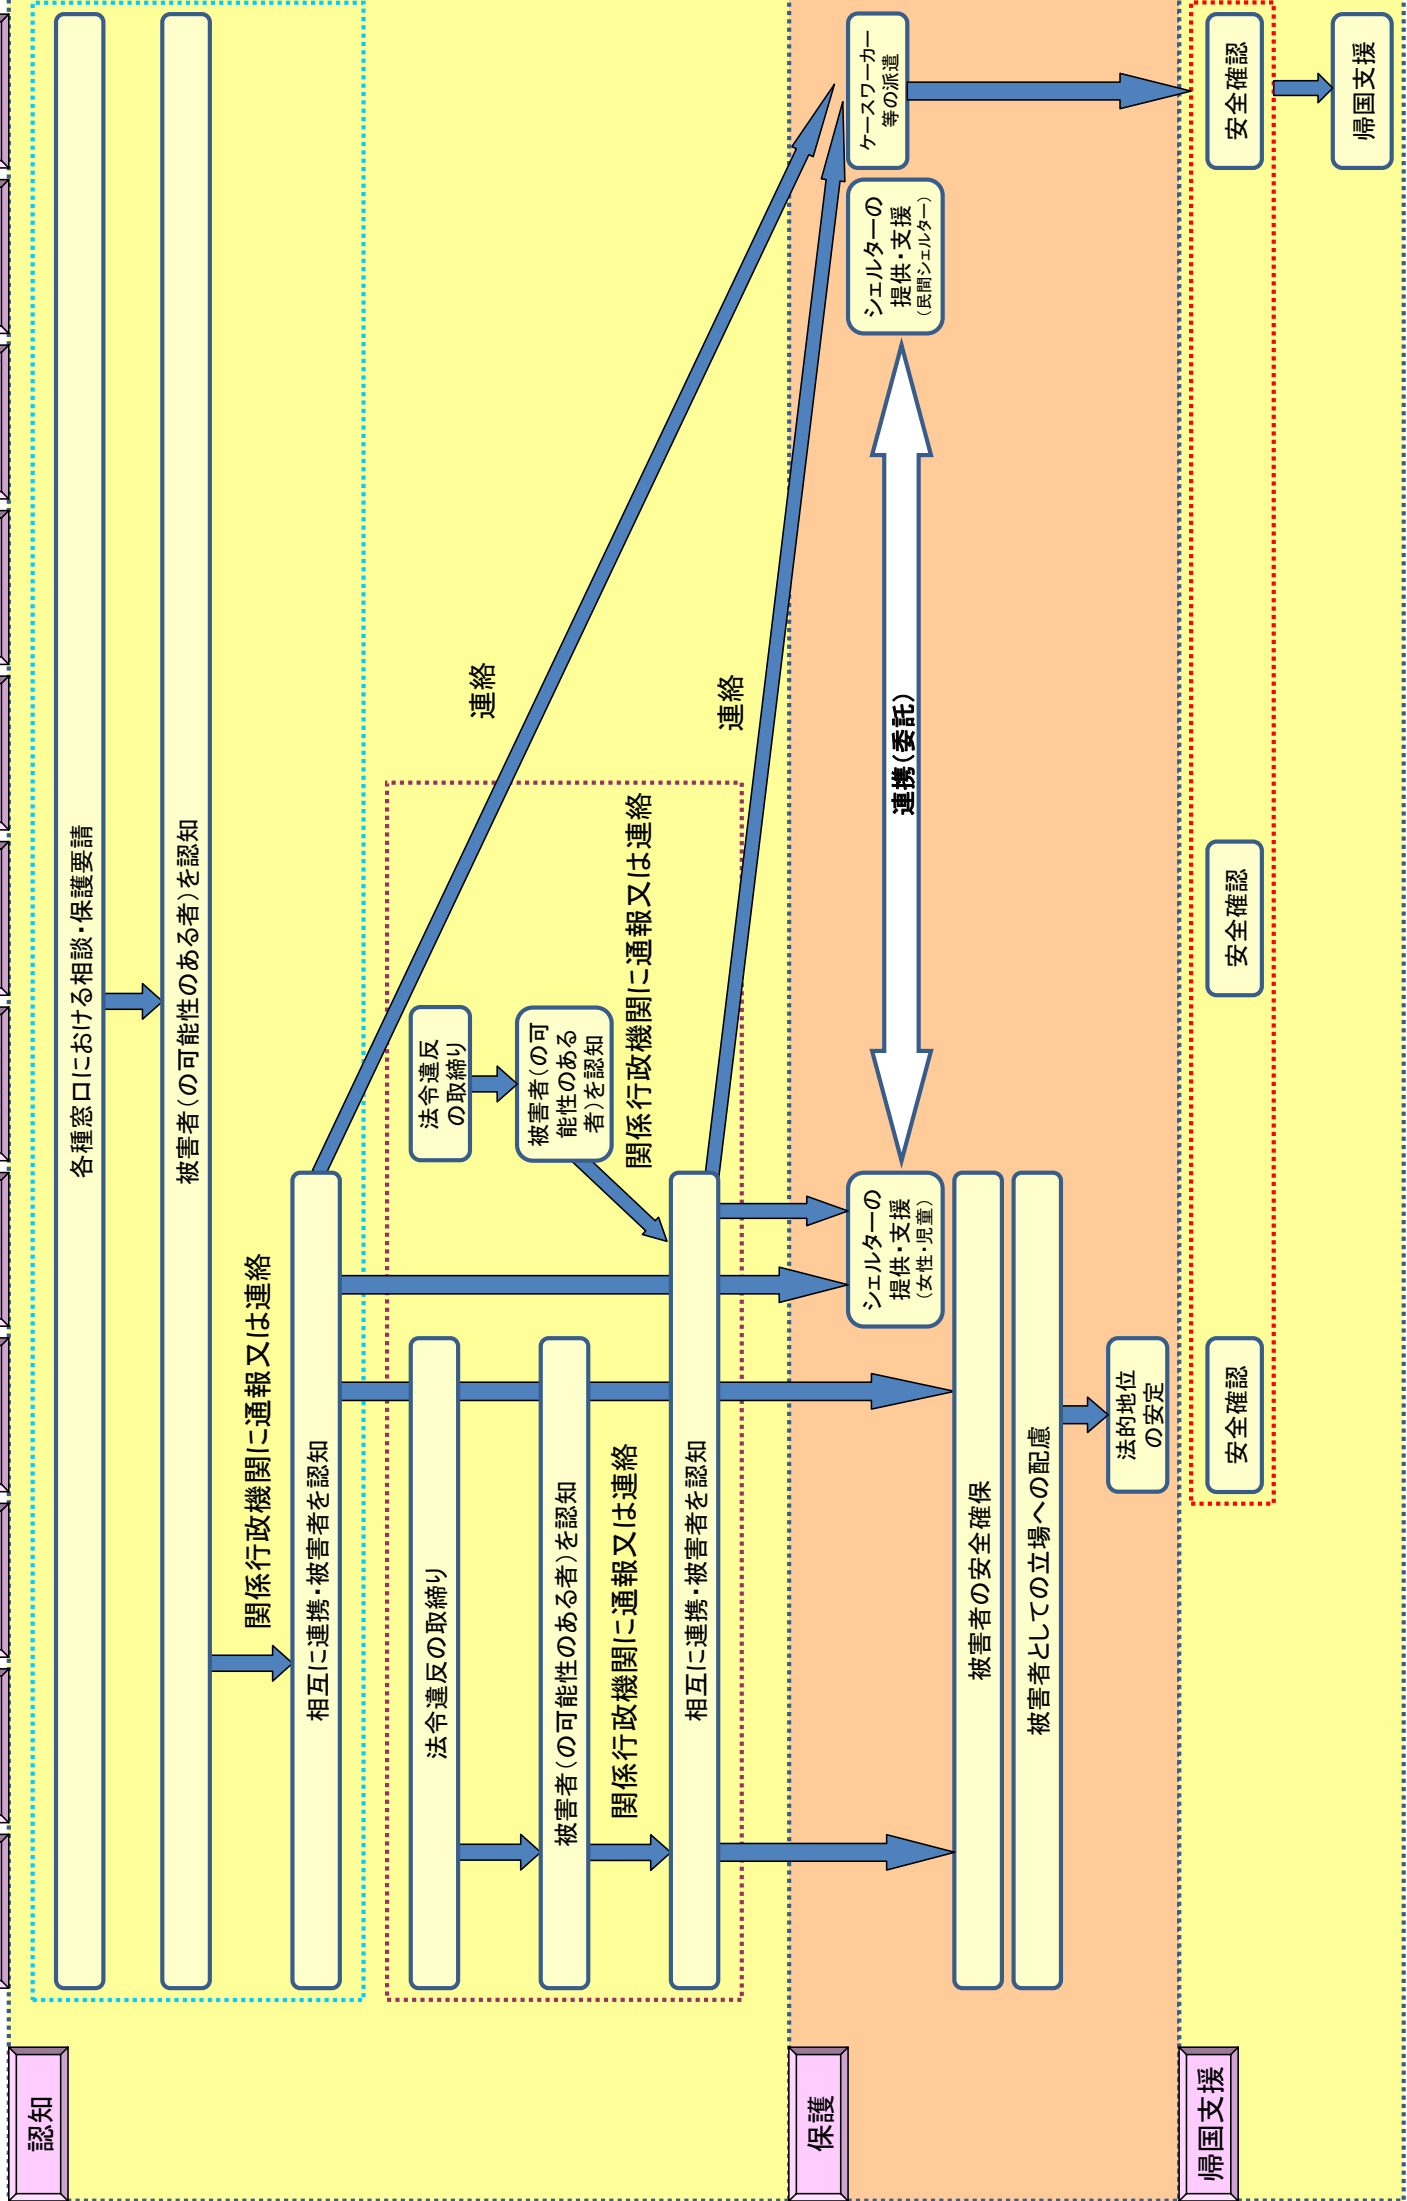 認知
各種窓口における相談・保護要請
被害者(の可能性のある者)を認知
関係行政機関に通報又は連絡
相互に連携・被害者を認知
連絡
法令違反の取締り
法令違反
の取締り
被害者(の可能性のある者)を認知
被害者(の可
能性のある
者)を認知
関係行政機関に通報又は連絡
関係行政機関に通報又は連絡
相互に連携・被害者を認知
連絡
保護
シェルターの
提供・支援
(女性・児童)
連携(委託)
シェルターの
提供・支援
(民間シェルター)
ケースワーカー
等の派遣
被害者の安全確保
被害者としての立場への配慮
法的地位
の安定
帰国支援
安全確認
安全確認
安全確認
帰国支援